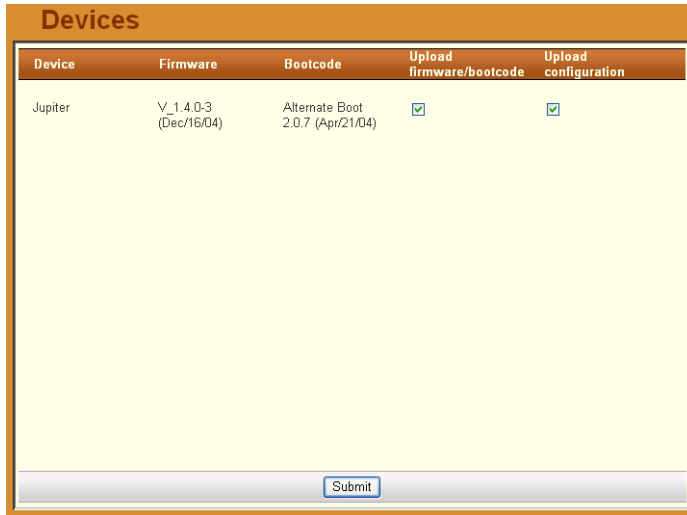 Devices
Device Firmware Bootcode Upload firmware/bootcode Upload configuration
Jupiter V_1.4.0-3 Alternate Boot
(Dec/16/04) 2.0.7 (Apr/21/04)
Submit